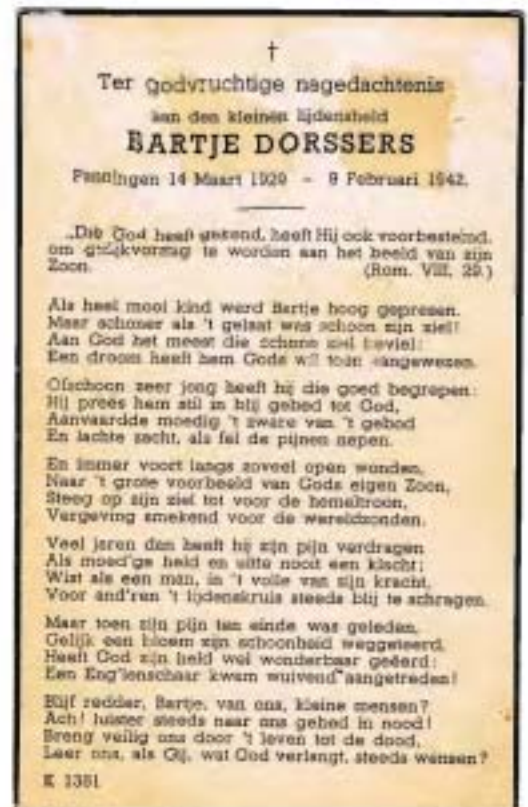 †
Ter godvruchtige nagedachtenis
aan den kleinen lijdensheld
BARTJE DORSSERS
Panningen 14 Maart 1929 - 9 Februari 1942.
„Die God heeft gekend, heeft Hij ook voorbestemd,
om gelijkvormig te worden aan het beeld van zijn
Zoon. (Rom. VIII, 29.)
Als heel mooi kind werd Bartje hoog geprezen.
Maar schoner als 't gelaat was schoon zijn ziel!
Aan God het meest die schone ziel beviel:
Een droom heeft hem Gods wil toen aangewezen.
Ofschoon zeer jong heeft hij die goed begrepen:
Hij prees hem stil in blij gebed tot God,
Aanvaardde moedig 't zware van 't gebod
En lachte zacht, als fel de pijnen nepen.
En immer voort langs zoveel open wonden,
Naar 't grote voorbeeld van Gods eigen Zoon,
Steeg op zijn ziel tot voor de hemeltroon,
Vergeving smekend voor de wereldzonden.
Veel jaren dan heeft hij zijn pijn verdragen
Als moed'ge held en uitte nooit een klacht;
Wist als een man, in 't volle van zijn kracht,
Voor and'ren 't lijdenskruis steeds blij te schragen.
Maar toen zijn pijn ten einde was geleden,
Gelijk een bloem zijn schoonheid weggeteerd,
Heeft God zijn held wel wonderbaar geëerd:
Een Eng'lenschaar kwam wuivend aangetreden!
Blijf redder, Bartje, van ons, kleine mensen?
Ach! luister steeds naar ons gebed in nood!
Breng veilig ons door 't leven tot de dood,
Leer ons, als Gij, wat God verlangt, steeds wensen?
K 1381